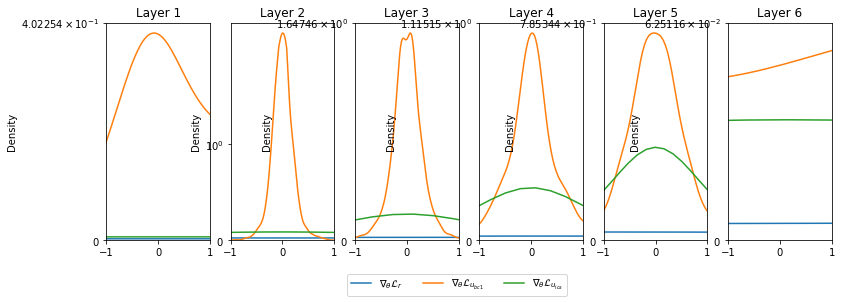 Layer 1 Layer 2 Layer 3 Layer 4 Layer 5 Layer 6
4.02254 × 10⁻¹ 1.64746 × 10⁰ 1.11515 × 10⁰ 7.85344 × 10⁻¹ 6.25116 × 10⁻²
Density Density Density Density Density Density
10⁰
0 0 0 0 0 0
−1 0 1 −1 0 1 −1 0 1 −1 0 1 −1 0 1 −1 0 1
∇θℒr ∇θℒu_bc1 ∇θℒu_ics